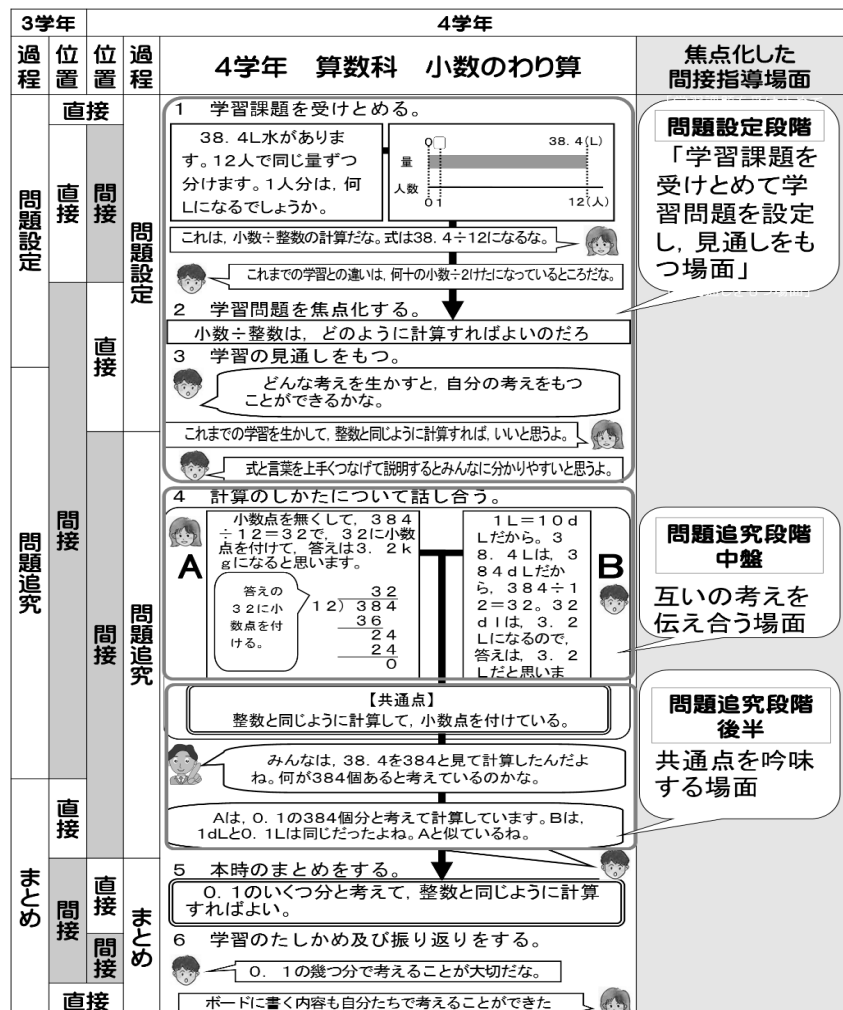 3学年
4学年
過程
位置
位置
過程
4学年 算数科 小数のわり算
焦点化した
間接指導場面
直接
問題設定
直接
間接
問題設定
直接
間接
問題追究
間接
問題追究
直接
まとめ
間接
直接
間接
まとめ
直接
1 学習課題を受けとめる。
38.4L水がありま
す。12人で同じ量ずつ
分けます。1人分は,何
Lになるでしょうか。
0
38.4(L)
量
人数
0 1
12(人)
これは,小数÷整数の計算だな。式は38.4÷12になるな。
これまでの学習との違いは,何十の小数÷2けたになっているところだな。
2 学習問題を焦点化する。
小数÷整数は,どのように計算すればよいのだろ
3 学習の見通しをもつ。
どんな考えを生かすと,自分の考えをもつ
ことができるかな。
これまでの学習を生かして,整数と同じように計算すれば,いいと思うよ。
式と言葉を上手くつなげて説明するとみんなに分かりやすいと思うよ。
4 計算のしかたについて話し合う。
A
小数点を無くして,384
÷12=32で,32に小数
点を付けて,答えは3.2k
gになると思います。
答えの
32に小
数点を付
ける。
32
12)384
36
24
24
0
1L=10d
Lだから。3
8.4Lは,3
84dLだか
ら,384÷1
2=32。32
dlは,3.2
Lになるので,
答えは,3.2
Lだと思いま
B
【共通点】
整数と同じように計算して,小数点を付けている。
みんなは,38.4を384と見て計算したんだよ
ね。何が384個あると考えているのかな。
Aは,0.1の384個分と考えて計算しています。Bは,
1dLと0.1Lは同じだったよね。Aと似ているね。
5 本時のまとめをする。
0.1のいくつ分と考えて,整数と同じように計算
すればよい。
6 学習のたしかめ及び振り返りをする。
0.1の幾つ分で考えることが大切だな。
ボードに書く内容も自分たちで考えることができた
問題設定段階
「学習課題を
受けとめて学
習問題を設定
し,見通しをも
つ場面」
問題追究段階
中盤
互いの考えを
伝え合う場面
問題追究段階
後半
共通点を吟味
する場面